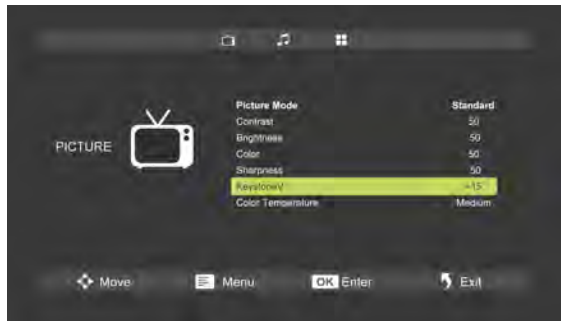 Picture Mode Standard
Contrast 50
Brightness 50
Color 50
Sharpness 50
KeystoneV
Color Temperature Medium
PICTURE
Move Menu OK Enter Exit